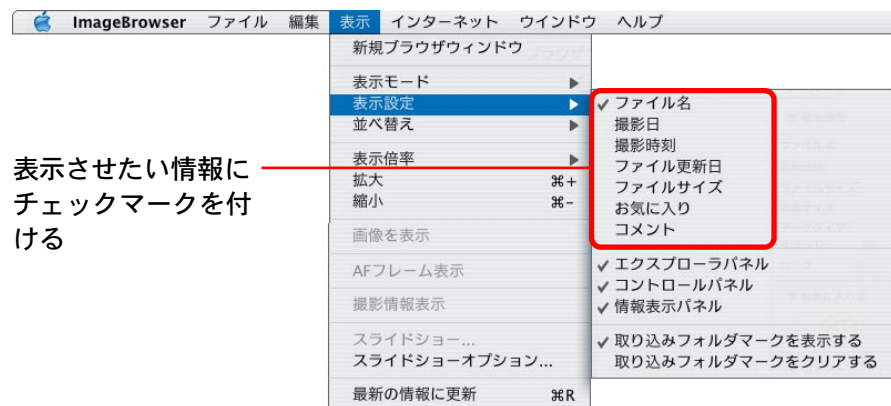 ImageBrowser ファイル 編集 表示 インターネット ウインドウ ヘルプ
新規ブラウザウィンドウ
表示モード
表示設定
並べ替え
表示倍率
拡大 ⌘+
縮小 ⌘-
画像を表示
AFフレーム表示
撮影情報表示
スライドショー...
スライドショーオプション...
最新の情報に更新 ⌘R
✓ ファイル名
撮影日
撮影時刻
ファイル更新日
ファイルサイズ
お気に入り
コメント
✓ エクスプローラパネル
✓ コントロールパネル
✓ 情報表示パネル
✓ 取り込みフォルダマークを表示する
取り込みフォルダマークをクリアする
表示させたい情報に
チェックマークを付
ける